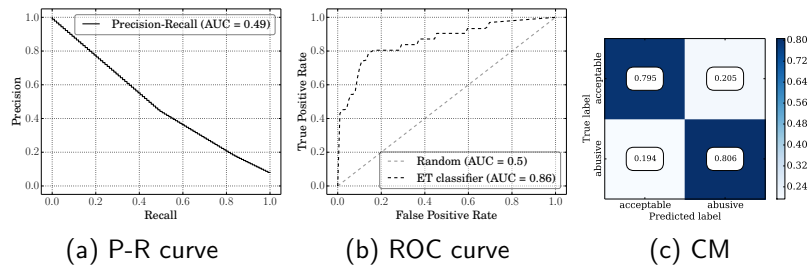 Precision-Recall (AUC = 0.49)
1.0
0.8
0.6
0.4
0.2
0.0
Precision
0.0 0.2 0.4 0.6 0.8 1.0
Recall
(a) P-R curve
1.0
0.8
0.6
0.4
0.2
0.0
True Positive Rate
Random (AUC = 0.5)
ET classifier (AUC = 0.86)
0.0 0.2 0.4 0.6 0.8 1.0
False Positive Rate
(b) ROC curve
True label
acceptable
abusive
0.795 0.205
0.194 0.806
acceptable abusive
Predicted label
0.80
0.72
0.64
0.56
0.48
0.40
0.32
0.24
(c) CM